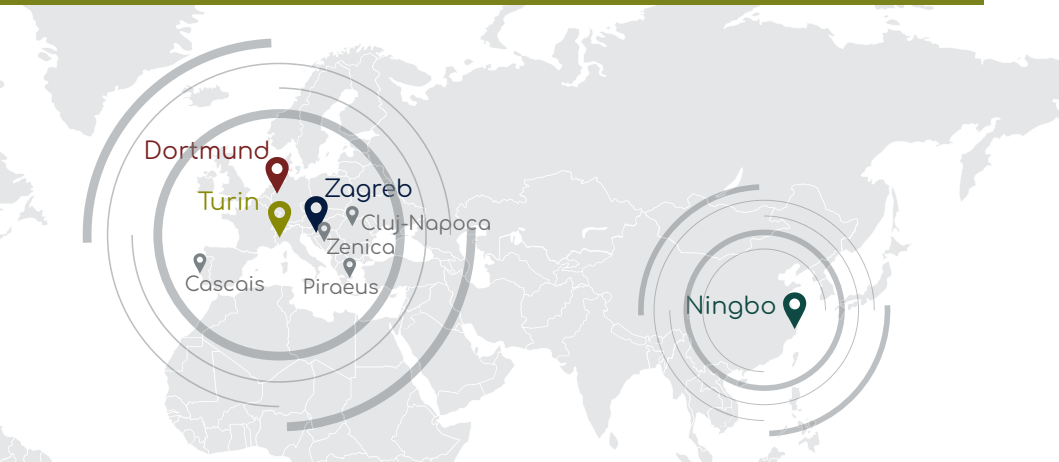 Dortmund
Zagreb
Turin
Cluj-Napoca
Zenica
Cascais
Piraeus
Ningbo